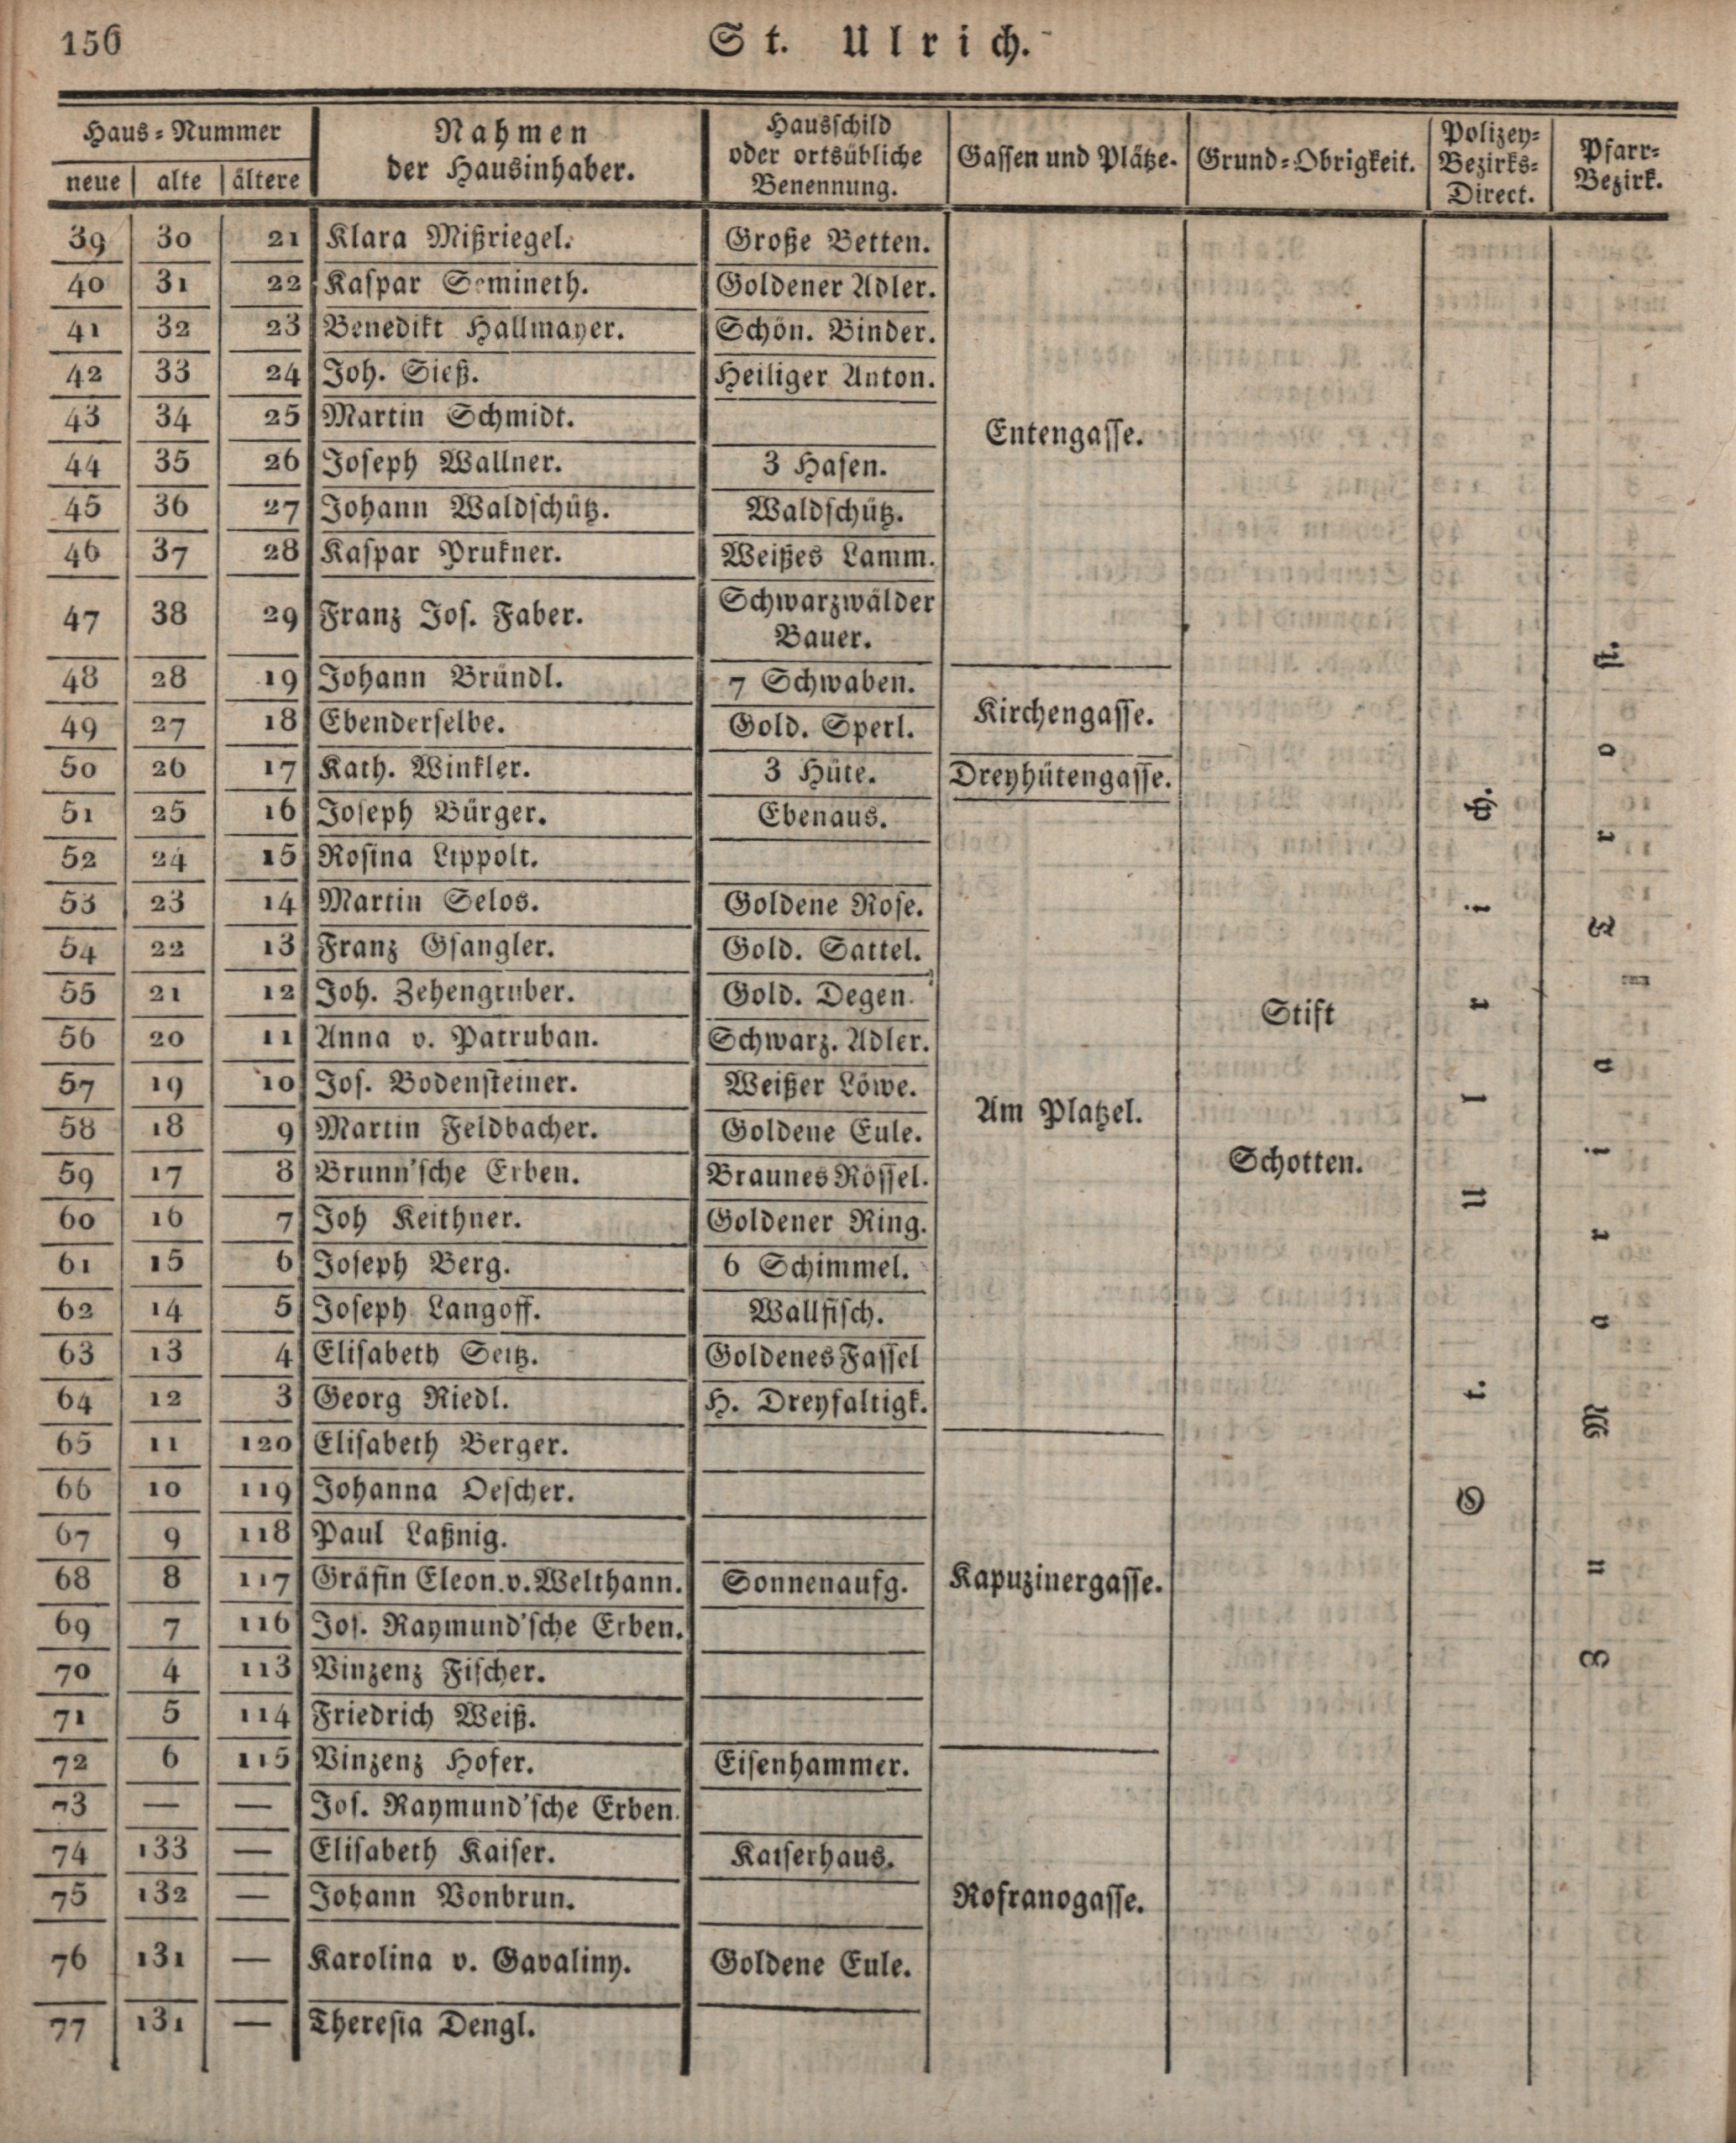 156
St. Ulrich.
Haus-Nummer
neue alte ältere
Nahmen
der Hausinhaber.
Hausschild
oder ortsübliche
Benennung.
Gassen und Plätze.
Grund-Obrigkeit.
Polizey-
Bezirks-
Direct.
Pfarr-
Bezirk.
39 30 21 Klara Mißriegel. Große Betten.
40 31 22 Kaspar Semineth. Goldener Adler.
41 32 23 Benedikt Hallmayer. Schön. Binder.
42 33 24 Joh. Sieß. Heiliger Anton.
43 34 25 Martin Schmidt.
Entengasse.
44 35 26 Joseph Wallner. 3 Hasen.
45 36 27 Johann Waldschütz. Waldschütz.
46 37 28 Kaspar Prukner. Weißes Lamm.
47 38 29 Franz Jos. Faber. Schwarzwälder
Bauer.
48 28 19 Johann Bründl. 7 Schwaben.
Kirchengasse.
49 27 18 Ebenderselbe. Gold. Sperl.
50 26 17 Kath. Winkler. 3 Hüte. Dreyhütengasse.
51 25 16 Joseph Bürger. Ebenaus.
52 24 15 Rosina Lippolt.
53 23 14 Martin Selos. Goldene Rose.
54 22 13 Franz Gsangler. Gold. Sattel.
55 21 12 Joh. Zehengruber. Gold. Degen.
Stift
56 20 11 Anna v. Patruban. Schwarz. Adler.
57 19 10 Jos. Bodensteiner. Weißer Löwe.
Am Platzel.
58 18 9 Martin Feldbacher. Goldene Eule.
59 17 8 Brunn'sche Erben. Braunes Rössel. Schotten.
60 16 7 Joh Keithner. Goldener Ring.
61 15 6 Joseph Berg. 6 Schimmel.
62 14 5 Joseph Langoff. Wallfisch.
63 13 4 Elisabeth Seitz. Goldenes Fassel
64 12 3 Georg Riedl. H. Dreyfaltigk.
65 11 120 Elisabeth Berger.
66 10 119 Johanna Oescher.
67 9 118 Paul Laßnig.
68 8 117 Gräfin Eleon. v. Welthann. Sonnenaufg. Kapuzinergasse.
69 7 116 Jos. Raymund'sche Erben.
70 4 113 Vinzenz Fischer.
71 5 114 Friedrich Weiß.
72 6 115 Vinzenz Hofer. Eisenhammer.
73 — — Jos. Raymund'sche Erben.
74 133 — Elisabeth Kaiser. Kaiserhaus.
75 132 — Johann Vonbrun. Rofranogasse.
76 131 — Karolina v. Gavaliny. Goldene Eule.
77 131 — Theresia Dengl.
St. Ulrich.
Zu Maria Trost.